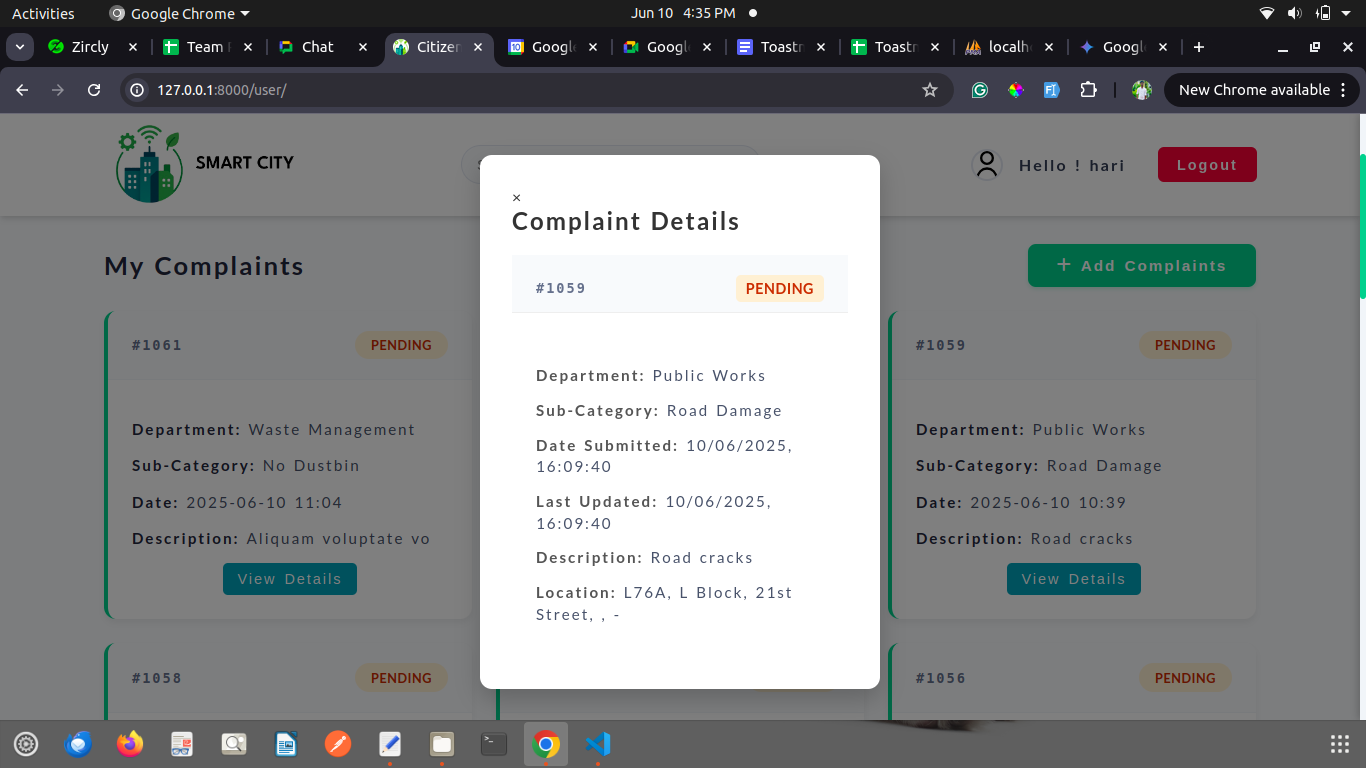 Activities
Google Chrome
Jun 10 4:35 PM
Zircly
Team
Chat
Citizen
Google
Google
Toastr
Toastr
localh
Google
127.0.0.1:8000/user/
New Chrome available
SMART CITY
Hello ! hari
Logout
My Complaints
+ Add Complaints
#1061
PENDING
Department: Waste Management
Sub-Category: No Dustbin
Date: 2025-06-10 11:04
Description: Aliquam voluptate vo
View Details
×
Complaint Details
#1059
PENDING
Department: Public Works
Sub-Category: Road Damage
Date Submitted: 10/06/2025,
16:09:40
Last Updated: 10/06/2025,
16:09:40
Description: Road cracks
Location: L76A, L Block, 21st
Street, , -
#1059
PENDING
Department: Public Works
Sub-Category: Road Damage
Date: 2025-06-10 10:39
Description: Road cracks
View Details
#1058
PENDING
#1056
PENDING